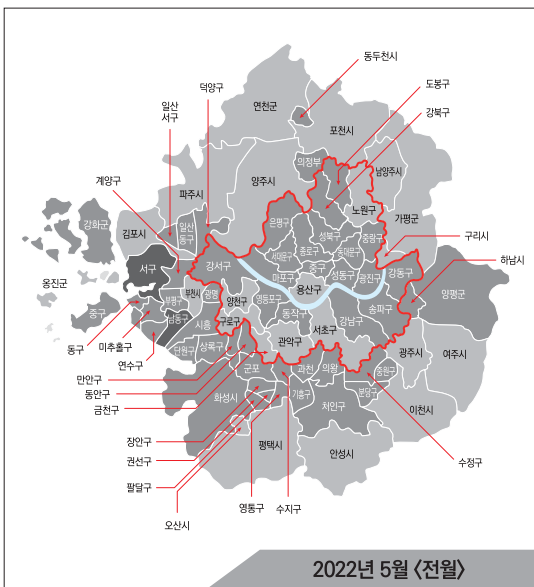 동두천시
도봉구
강북구
덕양구
일산
서구
연천군
포천시
의정부
남양주시
계양구
양주시
파주시
노원구
가평군
은평구
성북구
중랑구
강화군
김포시
일산
동구
구리시
서대문구
종로구
동대문구
서구
강서구
중구
성동구
광진구
강동구
하남시
옹진군
마포구
용산구
부평구
부천시
광명
양천구
영등포구
송파구
양평군
중구
남동구
시흥
구로구
동작구
강남구
서초구
동구
미추홀구
연수구
단원구
상록구
관악구
광주시
여주시
만안구
동안구
금천구
군포
과천
의왕
중원구
화성시
기흥구
처인구
분당구
이천시
장안구
권선구
팔달구
오산시
평택시
안성시
영통구
수지구
수정구
2022년 5월 〈전월〉